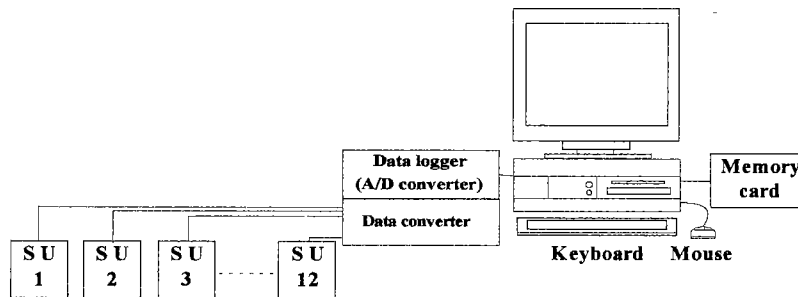 Data logger
(A/D converter)
Data converter
Memory
card
Keyboard
Mouse
S U
1
S U
2
S U
3
S U
12